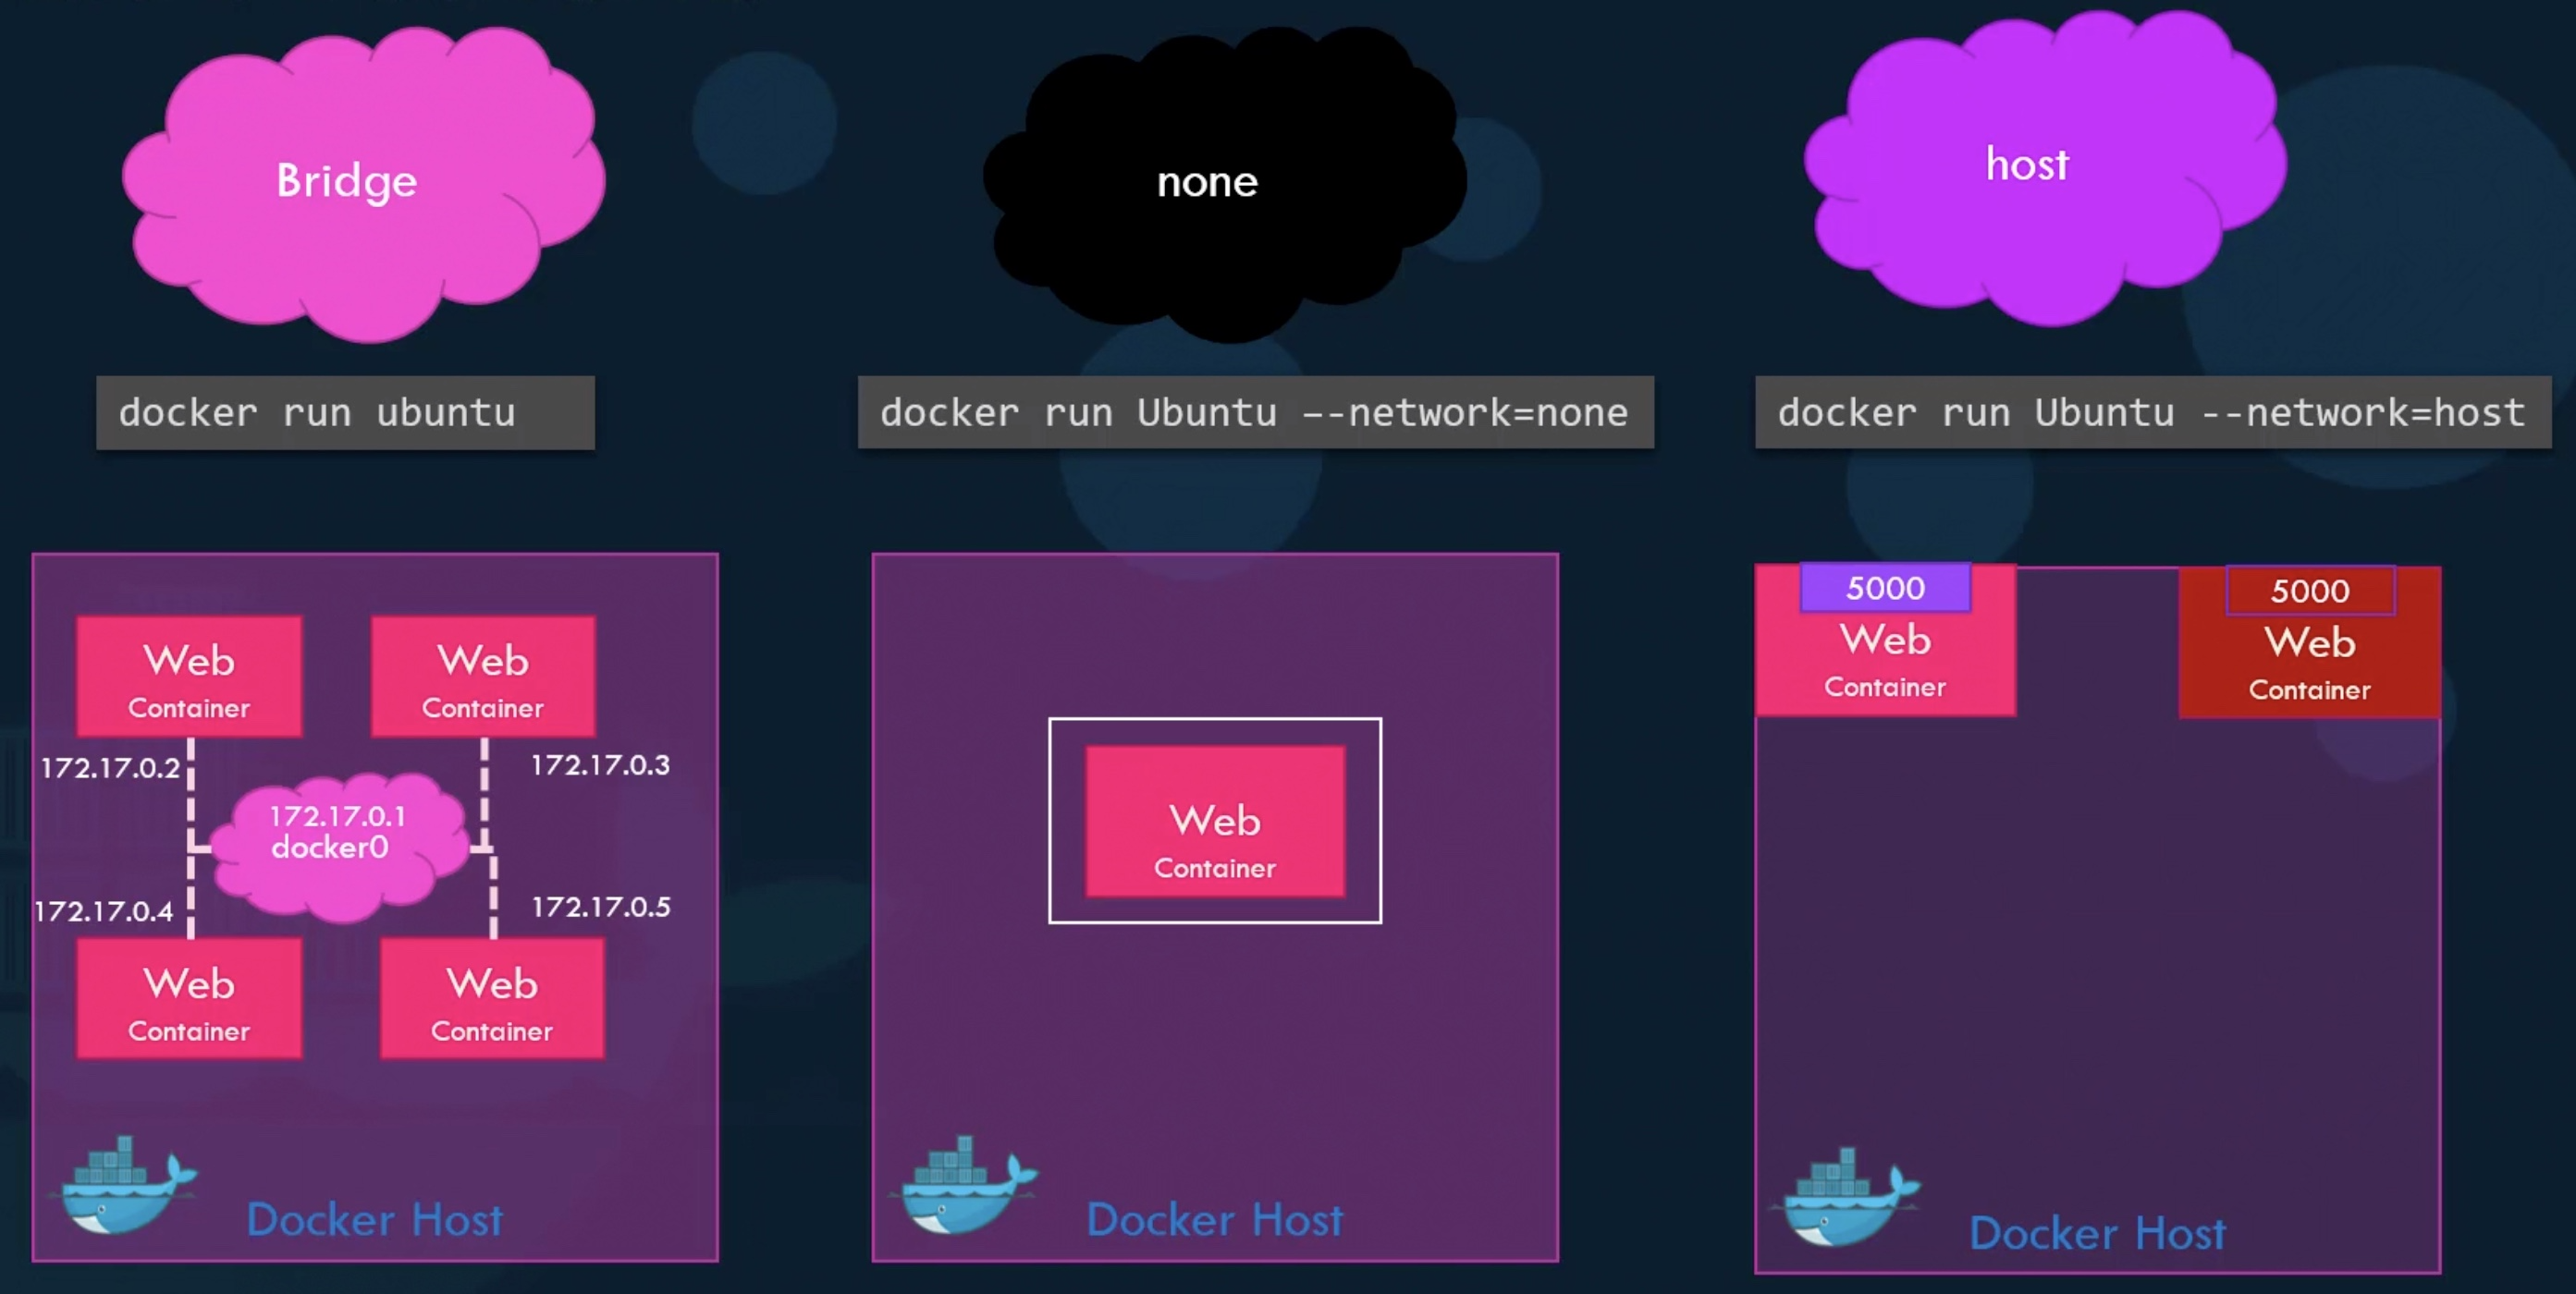 Bridge
none
host
docker run ubuntu
docker run Ubuntu --network=none
docker run Ubuntu --network=host
Web
Container
Web
Container
172.17.0.2
172.17.0.3
172.17.0.1
docker0
172.17.0.4
172.17.0.5
Web
Container
Web
Container
Docker Host
Web
Container
Docker Host
5000
Web
Container
5000
Web
Container
Docker Host